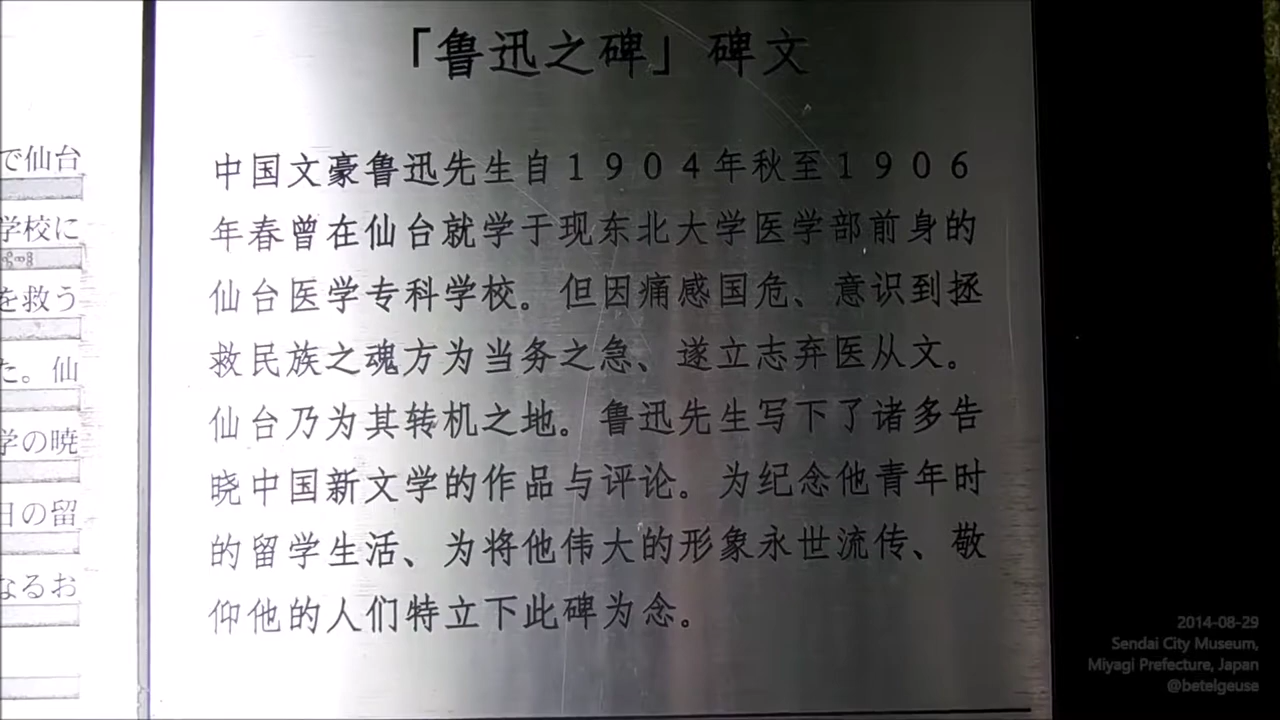 「鲁迅之碑」碑文
中国文豪鲁迅先生自１９０４年秋至１９０６
年春曾在仙台就学于现东北大学医学部前身的
仙台医学专科学校。但因痛感国危、意识到拯
救民族之魂方为当务之急、遂立志弃医从文。
仙台乃为其转机之地。鲁迅先生写下了诸多告
晓中国新文学的作品与评论。为纪念他青年时
的留学生活、为将他伟大的形象永世流传、敬
仰他的人们特立下此碑为念。
で仙台
学校に
を救う
た。仙
学の暁
日の留
なるお
2014-08-29
Sendai City Museum,
Miyagi Prefecture, Japan
@betelgeuse